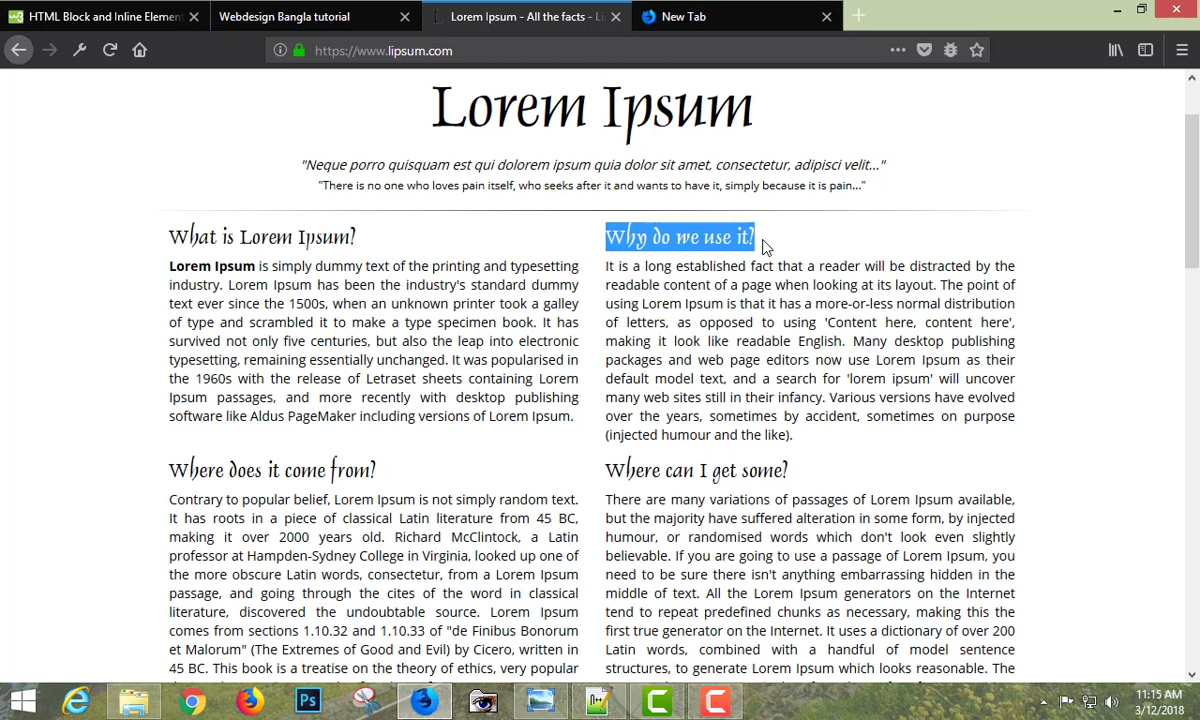 HTML Block and Inline Element
Webdesign Bangla tutorial
Lorem Ipsum - All the facts - Li
New Tab
https://www.lipsum.com
Lorem Ipsum
"Neque porro quisquam est qui dolorem ipsum quia dolor sit amet, consectetur, adipisci velit..."
"There is no one who loves pain itself, who seeks after it and wants to have it, simply because it is pain..."
What is Lorem Ipsum?
Lorem Ipsum is simply dummy text of the printing and typesetting
industry. Lorem Ipsum has been the industry's standard dummy
text ever since the 1500s, when an unknown printer took a galley
of type and scrambled it to make a type specimen book. It has
survived not only five centuries, but also the leap into electronic
typesetting, remaining essentially unchanged. It was popularised in
the 1960s with the release of Letraset sheets containing Lorem
Ipsum passages, and more recently with desktop publishing
software like Aldus PageMaker including versions of Lorem Ipsum.
Why do we use it?
It is a long established fact that a reader will be distracted by the
readable content of a page when looking at its layout. The point of
using Lorem Ipsum is that it has a more-or-less normal distribution
of letters, as opposed to using 'Content here, content here',
making it look like readable English. Many desktop publishing
packages and web page editors now use Lorem Ipsum as their
default model text, and a search for 'lorem ipsum' will uncover
many web sites still in their infancy. Various versions have evolved
over the years, sometimes by accident, sometimes on purpose
(injected humour and the like).
Where does it come from?
Contrary to popular belief, Lorem Ipsum is not simply random text.
It has roots in a piece of classical Latin literature from 45 BC,
making it over 2000 years old. Richard McClintock, a Latin
professor at Hampden-Sydney College in Virginia, looked up one of
the more obscure Latin words, consectetur, from a Lorem Ipsum
passage, and going through the cites of the word in classical
literature, discovered the undoubtable source. Lorem Ipsum
comes from sections 1.10.32 and 1.10.33 of "de Finibus Bonorum
et Malorum" (The Extremes of Good and Evil) by Cicero, written in
45 BC. This book is a treatise on the theory of ethics, very popular
Where can I get some?
There are many variations of passages of Lorem Ipsum available,
but the majority have suffered alteration in some form, by injected
humour, or randomised words which don't look even slightly
believable. If you are going to use a passage of Lorem Ipsum, you
need to be sure there isn't anything embarrassing hidden in the
middle of text. All the Lorem Ipsum generators on the Internet
tend to repeat predefined chunks as necessary, making this the
first true generator on the Internet. It uses a dictionary of over 200
Latin words, combined with a handful of model sentence
structures, to generate Lorem Ipsum which looks reasonable. The
Ps
C
C
11:15 AM
3/12/2018